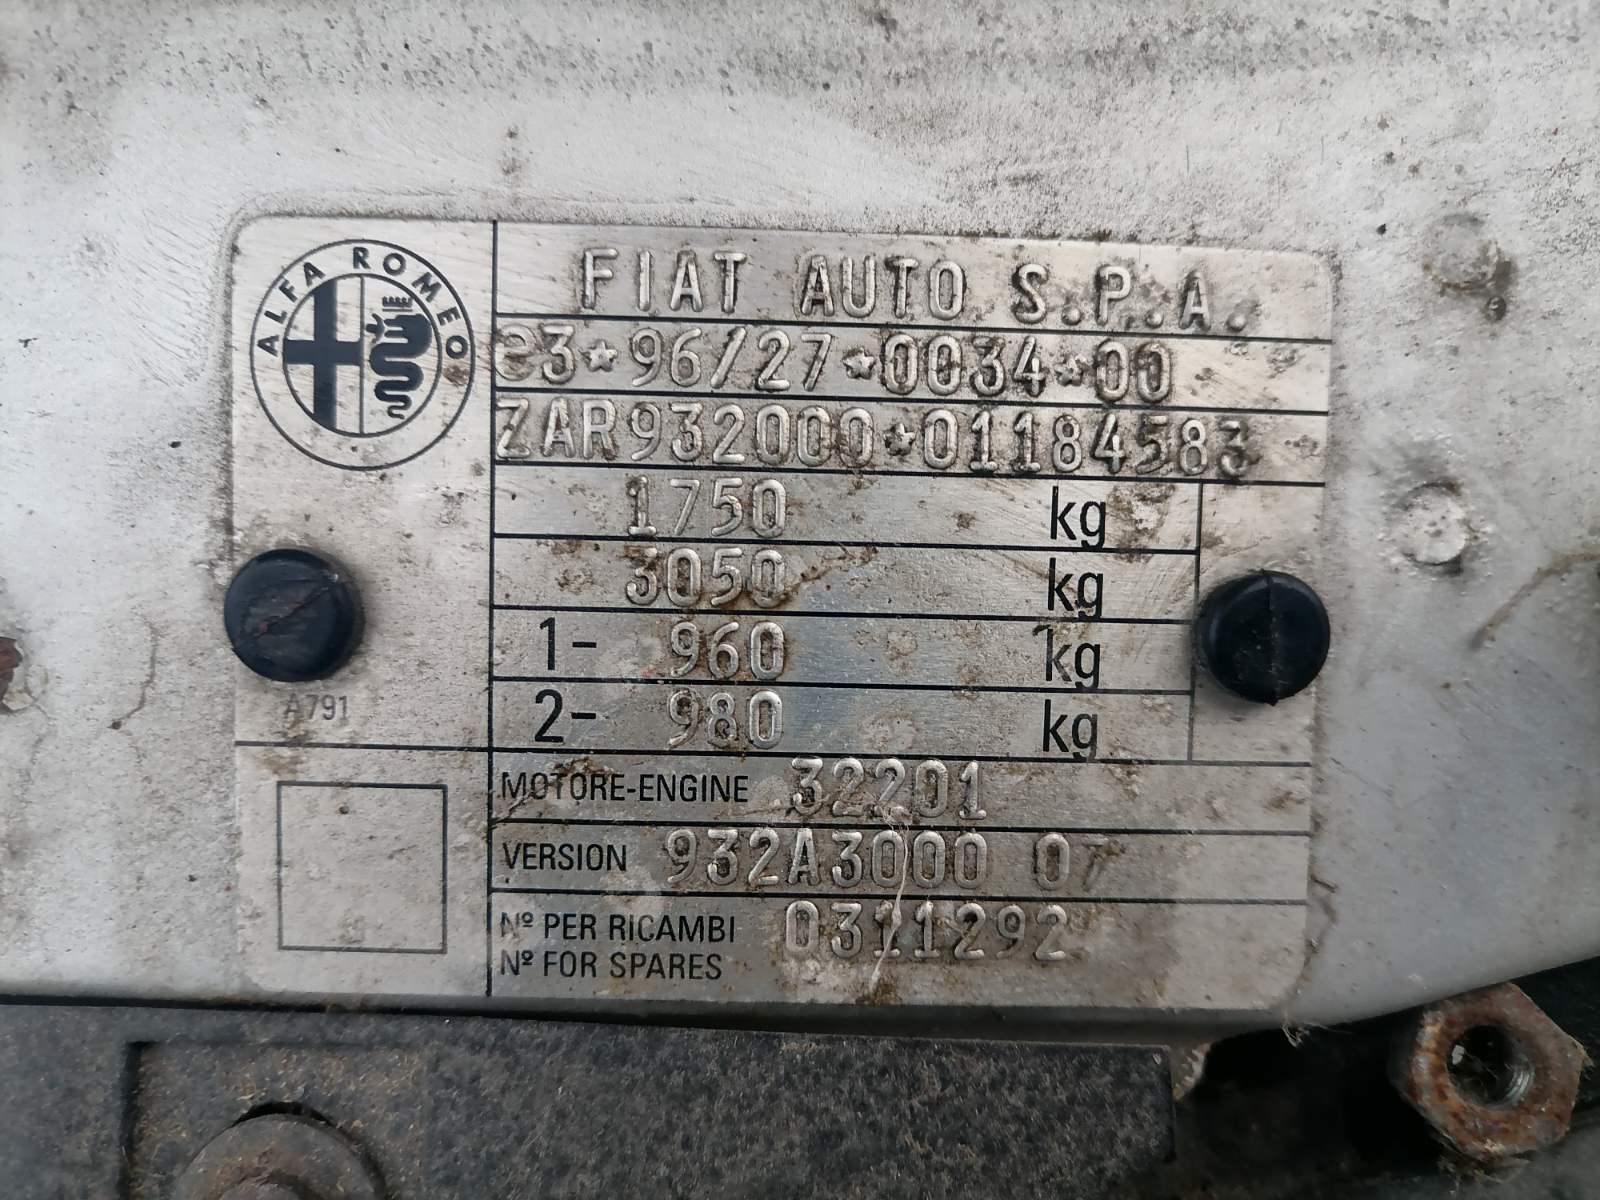 ALFA ROMEO
FIAT AUTO S.P.A.
e3*96/27*0034*00
ZAR932000*01184583
1750 kg
3050 kg
1- 960 kg
2- 980 kg
A791
MOTORE-ENGINE 32201
VERSION 932A3000 07
Nº PER RICAMBI 0311292
Nº FOR SPARES